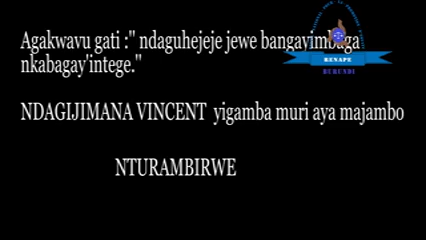 Agakwavu gati :" ndaguhejeje jewe bangayimbaga
nkabagay'intege."
NDAGIJIMANA VINCENT yigamba muri aya majambo
NTURAMBIRWE
RENAPE
BURUNDI